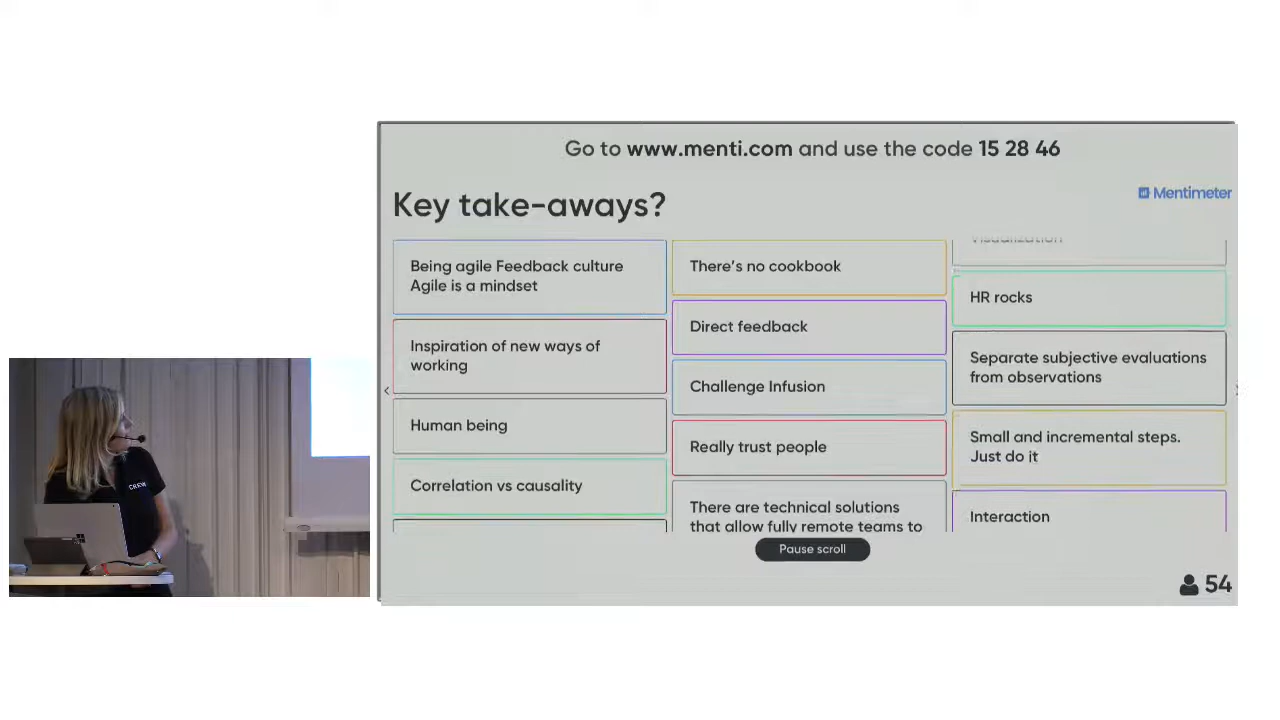 Go to www.menti.com and use the code 15 28 46
Mentimeter
Key take-aways?
Being agile Feedback culture
Agile is a mindset
Inspiration of new ways of
working
Human being
Correlation vs causality
There's no cookbook
Direct feedback
Challenge Infusion
Really trust people
There are technical solutions
that allow fully remote teams to
Visualization
HR rocks
Separate subjective evaluations
from observations
Small and incremental steps.
Just do it
Interaction
Pause scroll
54
CREW